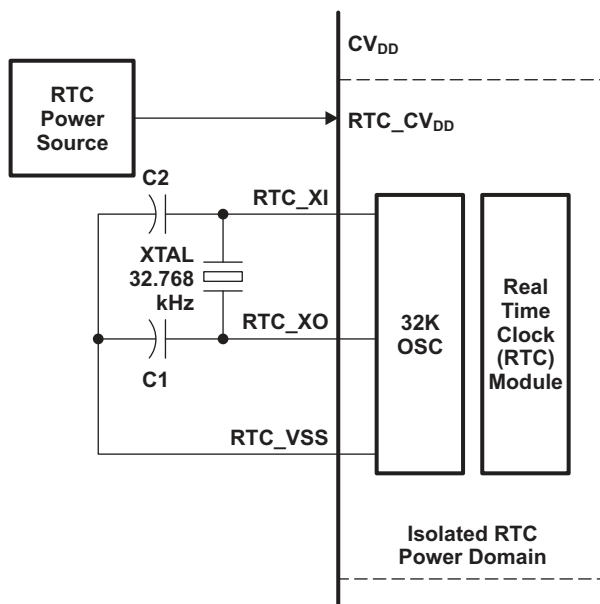 CVDD
RTC
Power
Source
RTC_CVDD
C2
RTC_XI
XTAL
32.768
kHz
RTC_XO
C1
RTC_VSS
32K
OSC
Real
Time
Clock
(RTC)
Module
Isolated RTC
Power Domain